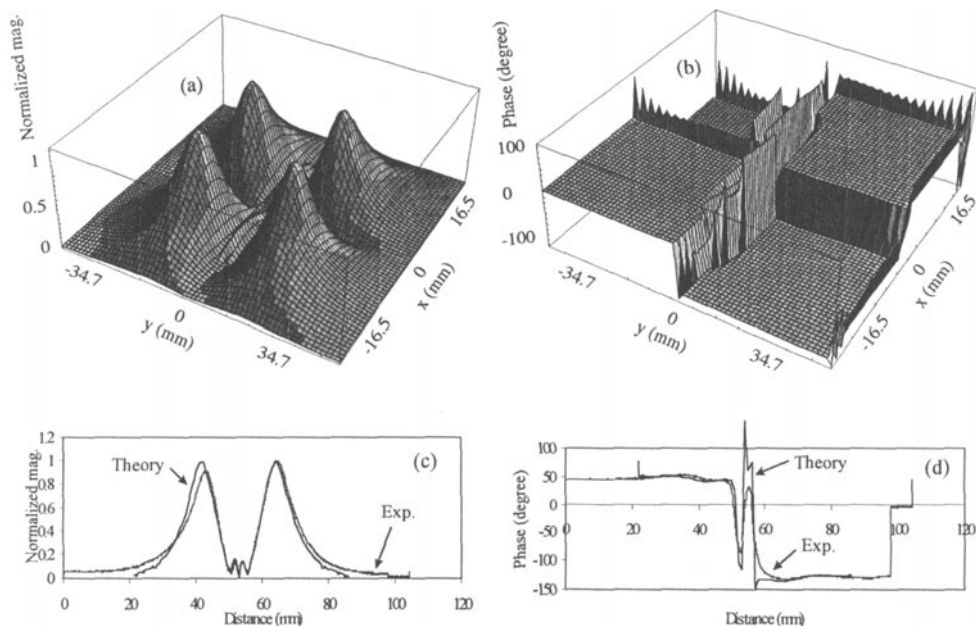 Normalized mag.
(a)
1
0.5
0
-34.7
0
34.7
y (mm)
-16.5
0
16.5
x (mm)
Phase (degree)
(b)
100
0
-100
-34.7
0
34.7
y (mm)
-16.5
0
16.5
x (mm)
Normalized mag.
1.2
1
0.8
0.6
0.4
0.2
0
Theory
(c)
Exp.
0 20 40 60 80 100 120
Distance (mm)
Phase (degree)
100
50
0
-50
-100
-150
(d)
Theory
Exp.
0 20 40 60 80 100 120
Distance (mm)